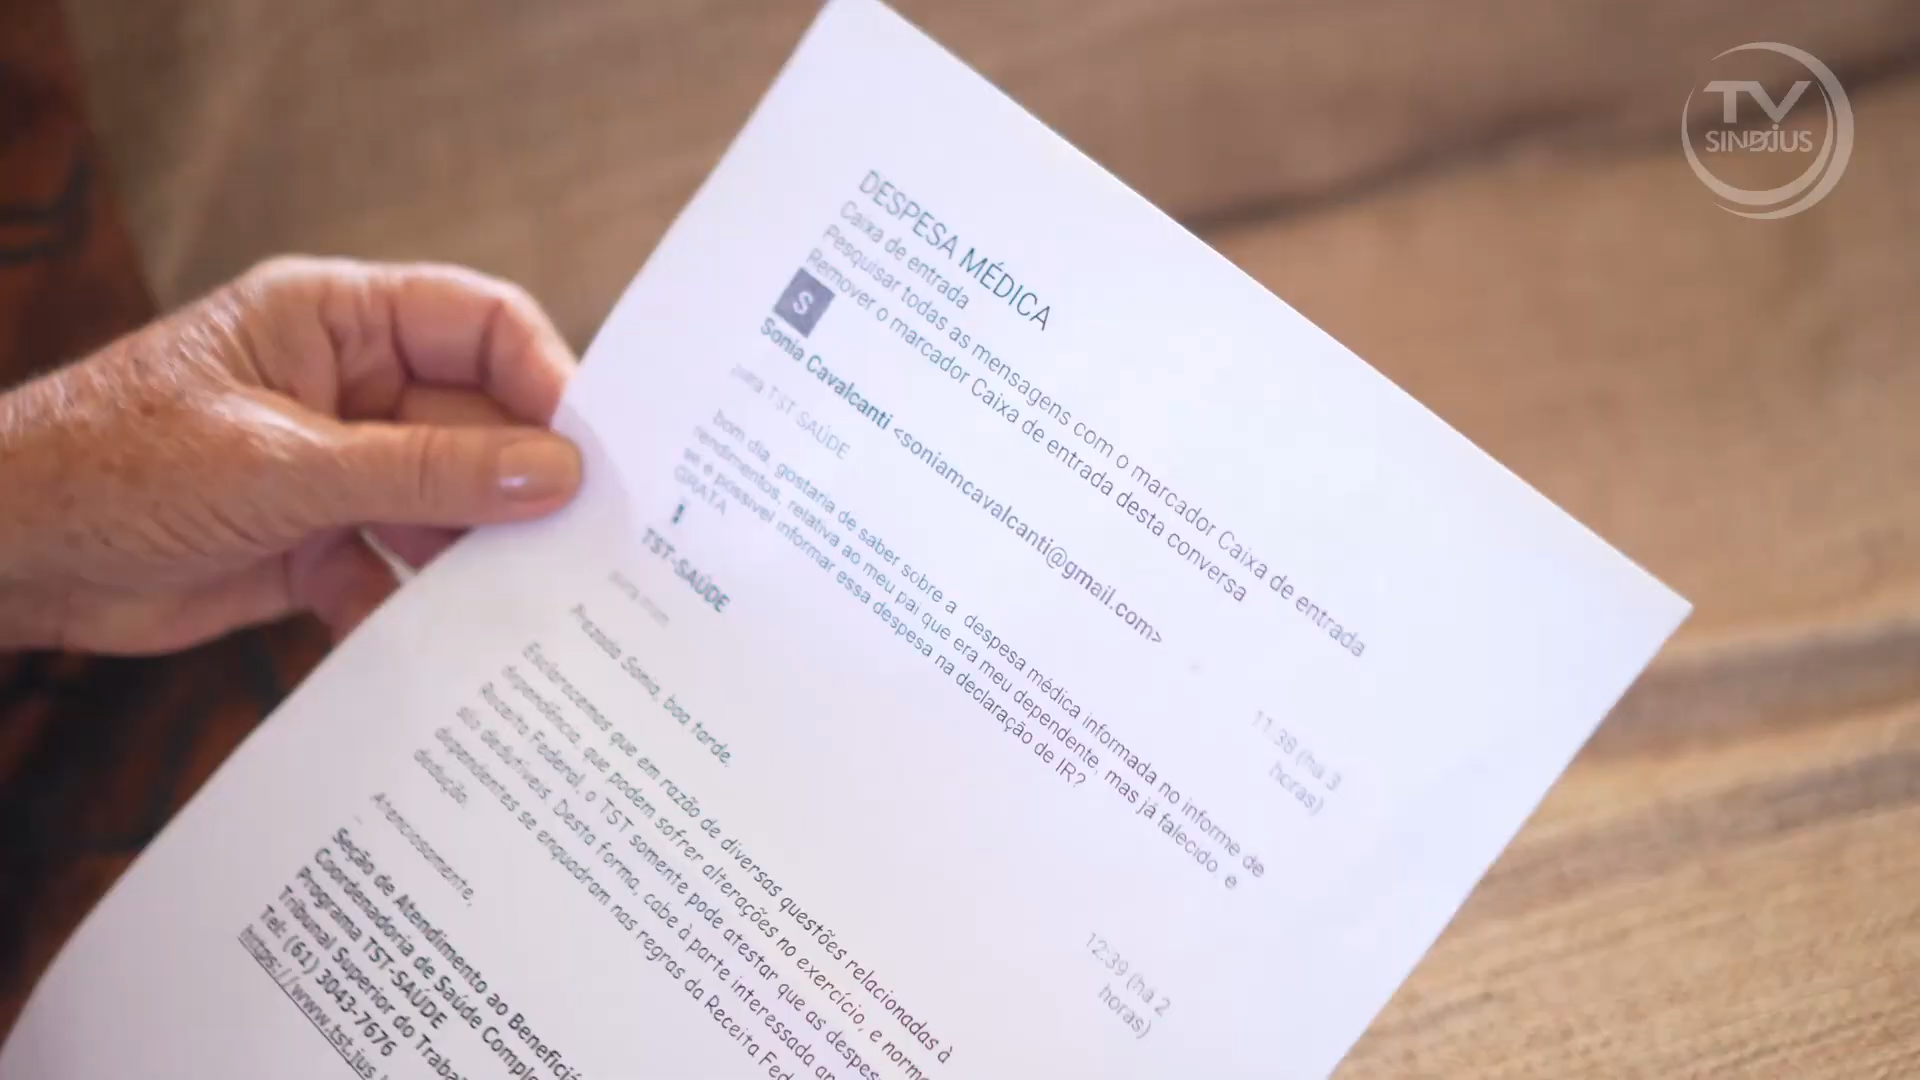 TV
SINDJUS
DESPESA MÉDICA
Caixa de entrada
Pesquisar todas as mensagens com o marcador Caixa de entrada
Remover o marcador Caixa de entrada desta conversa
S
Sonia Cavalcanti <soniamcavalcanti@gmail.com>
11:38 (há 3
horas)
para TST-SAÚDE
bom dia, gostaria de saber sobre a despesa médica informada no informe de
rendimentos, relativa ao meu pai que era meu dependente, mas já falecido. e
se é possível informar essa despesa na declaração de IR?
GRATA
TST-SAÚDE
12:39 (há 2
horas)
para mim
Prezada Sonia, boa tarde,
Esclarecemos que em razão de diversas questões relacionadas à
dependência, que podem sofrer alterações no exercício, e
Receita Federal, o TST somente pode atestar que as
são dedutíveis. Desta forma, cabe à parte interessada
dependentes se enquadram nas regras da Receita
dedução.
Atenciosamente,
Seção de Atendimento ao
Coordenadoria de Saúde
Programa TST-SAÚDE
Tribunal Superior do
Tel: (61) 3043-7676
https://www.tst.jus.